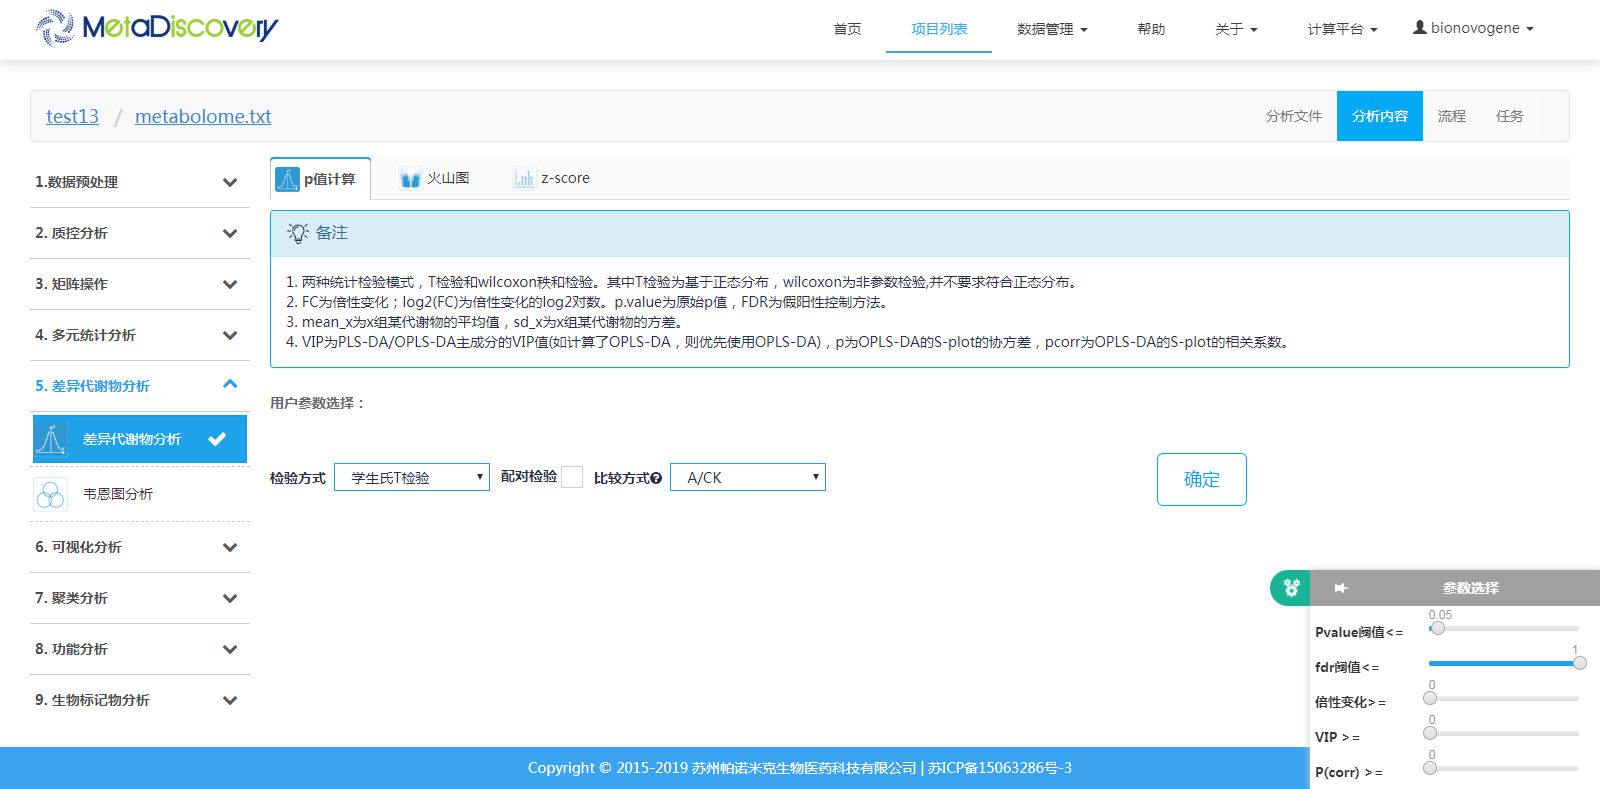 MetaDiscovery
首页
项目列表
数据管理
帮助
关于
计算平台
bionovogene
test13 / metabolome.txt
分析文件
分析内容
流程
任务
1.数据预处理
2. 质控分析
3. 矩阵操作
4. 多元统计分析
5. 差异代谢物分析
差异代谢物分析
韦恩图分析
6. 可视化分析
7. 聚类分析
8. 功能分析
9. 生物标记物分析
p值计算
火山图
z-score
备注
1. 两种统计检验模式，T检验和wilcoxon秩和检验。其中T检验为基于正态分布，wilcoxon为非参数检验,并不要求符合正态分布。
2. FC为倍性变化；log2(FC)为倍性变化的log2对数。p.value为原始p值，FDR为假阳性控制方法。
3. mean_x为x组某代谢物的平均值，sd_x为x组某代谢物的方差。
4. VIP为PLS-DA/OPLS-DA主成分的VIP值(如计算了OPLS-DA，则优先使用OPLS-DA)，p为OPLS-DA的S-plot的协方差，pcorr为OPLS-DA的S-plot的相关系数。
用户参数选择：
检验方式 学生氏T检验 配对检验 比较方式 A/CK
确定
参数选择
0.05
Pvalue阈值<=
1
fdr阈值<=
0
倍性变化>=
0
VIP >=
0
P(corr) >=
Copyright © 2015-2019 苏州帕诺米克生物医药科技有限公司 | 苏ICP备15063286号-3